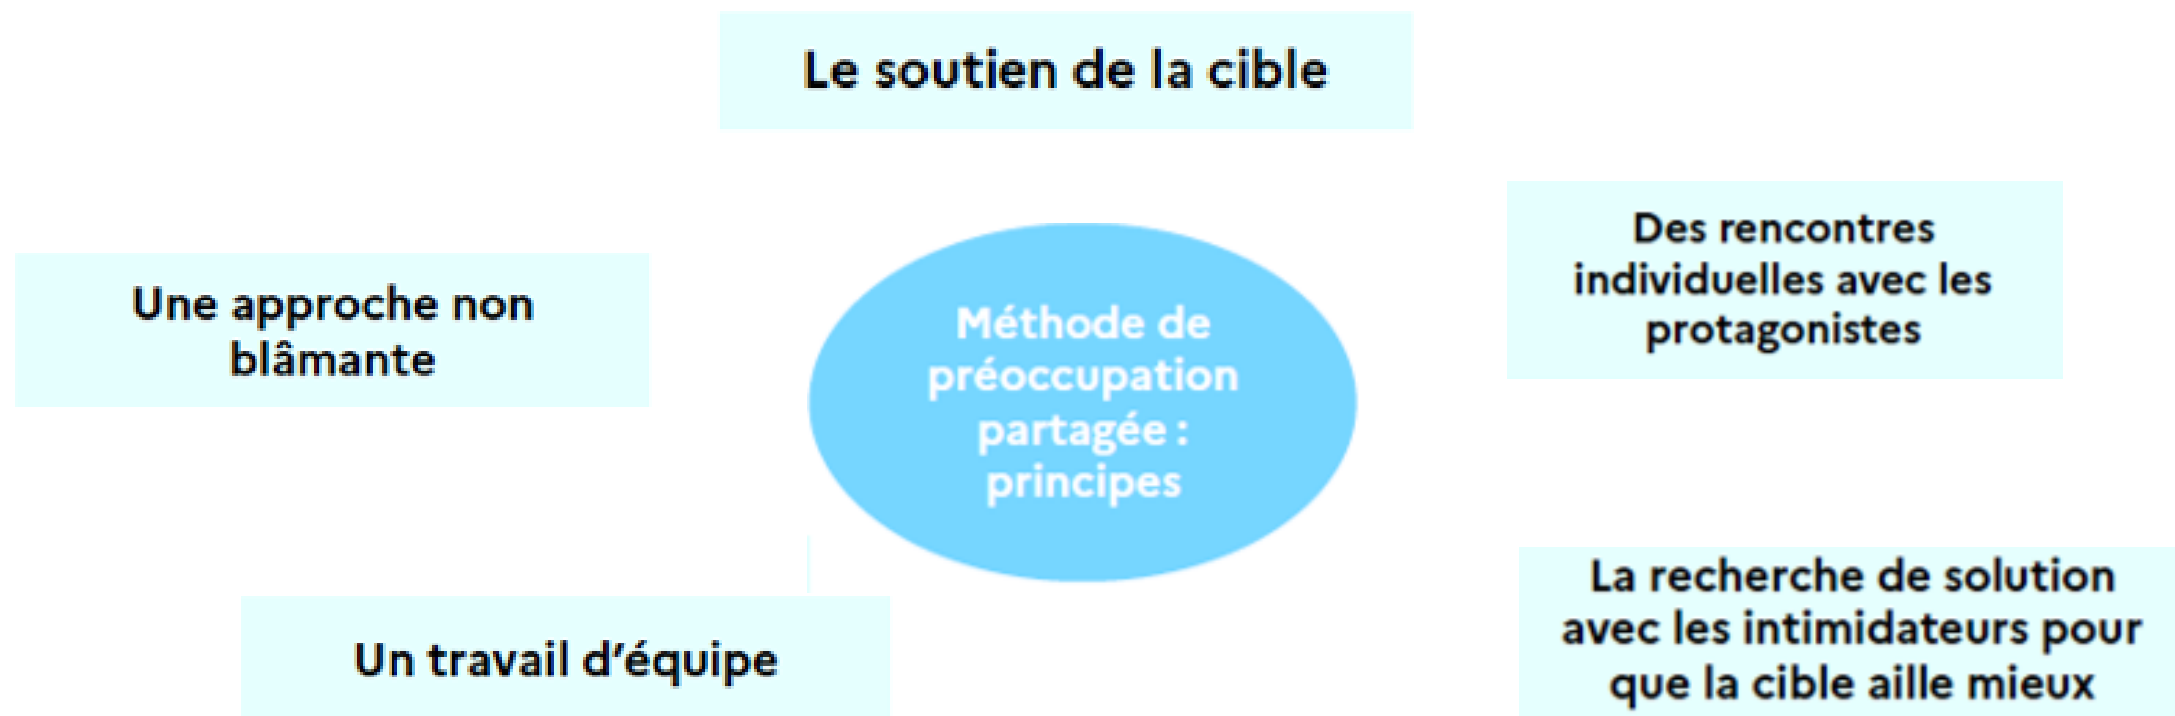 Le soutien de la cible
Des rencontres
individuelles avec les
protagonistes
Une approche non
blâmante
Méthode de
préoccupation
partagée :
principes
La recherche de solution
avec les intimidateurs pour
que la cible aille mieux
Un travail d’équipe